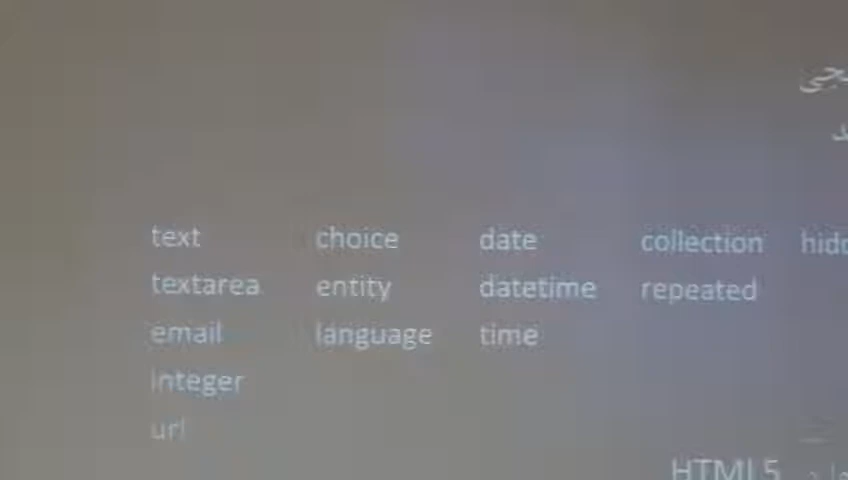 text choice date collection
textarea entity datetime repeated
email language time
integer
url
HTML5